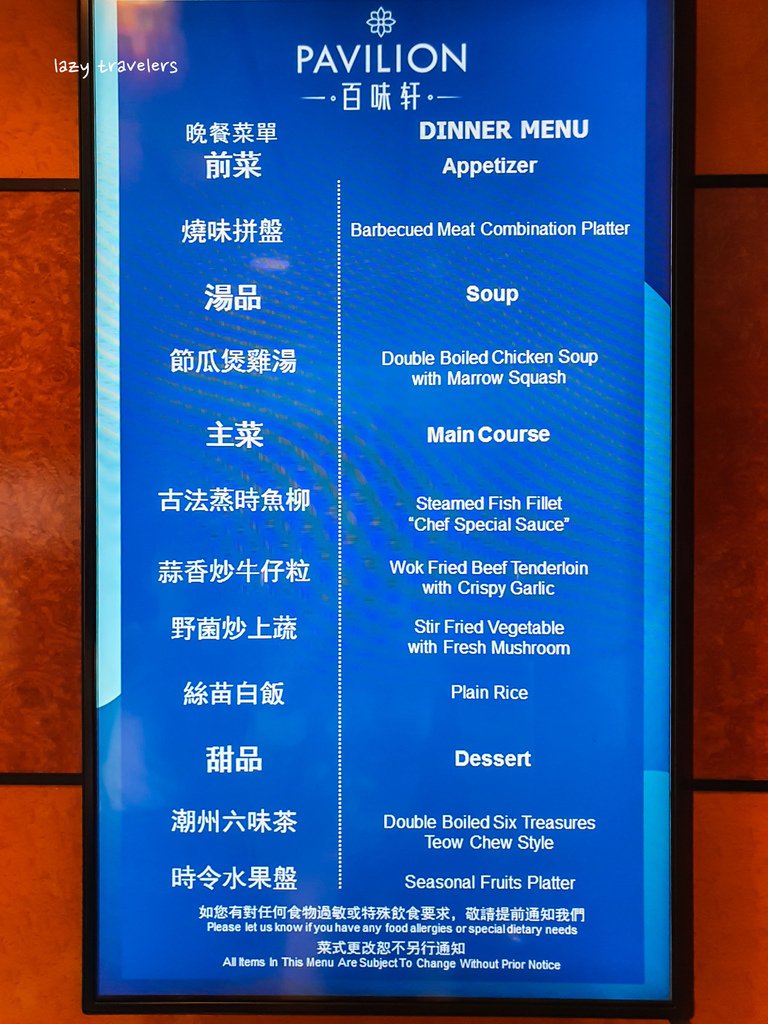 lazy travelers
PAVILION
百味轩
晚餐菜單
DINNER MENU
前菜
Appetizer
燒味拼盤
Barbecued Meat Combination Platter
湯品
Soup
節瓜煲雞湯
Double Boiled Chicken Soup
with Marrow Squash
主菜
Main Course
古法蒸時魚柳
Steamed Fish Fillet
“Chef Special Sauce”
蒜香炒牛仔粒
Wok Fried Beef Tenderloin
with Crispy Garlic
野菌炒上蔬
Stir Fried Vegetable
with Fresh Mushroom
絲苗白飯
Plain Rice
甜品
Dessert
潮州六味茶
Double Boiled Six Treasures
Teow Chew Style
時令水果盤
Seasonal Fruits Platter
如您有對任何食物過敏或特殊飲食要求，敬請提前通知我們
Please let us know if you have any food allergies or special dietary needs
菜式更改恕不另行通知
All Items In This Menu Are Subject To Change Without Prior Notice